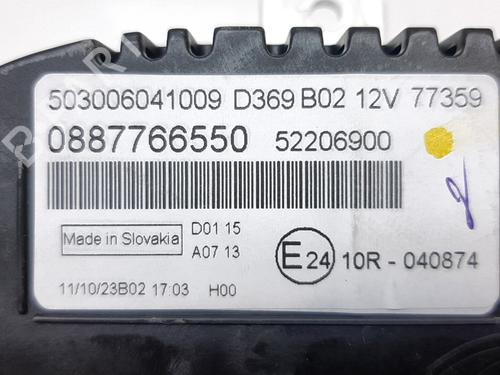 503006041009 D369 B02 12V 77359
0887766550 52206900
Made in Slovakia
D01 15
A07 13
E24 10R - 040874
11/10/23B02 17:03 H00